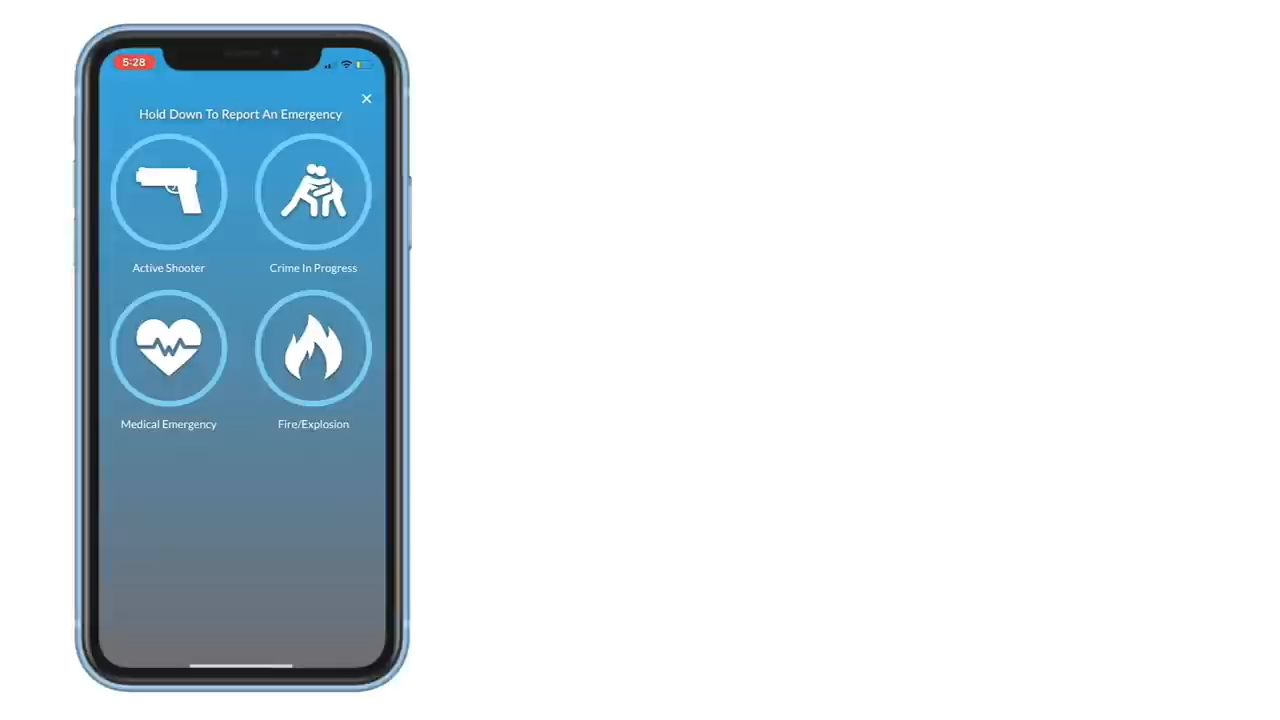 5:28
Hold Down To Report An Emergency
Active Shooter
Crime In Progress
Medical Emergency
Fire/Explosion